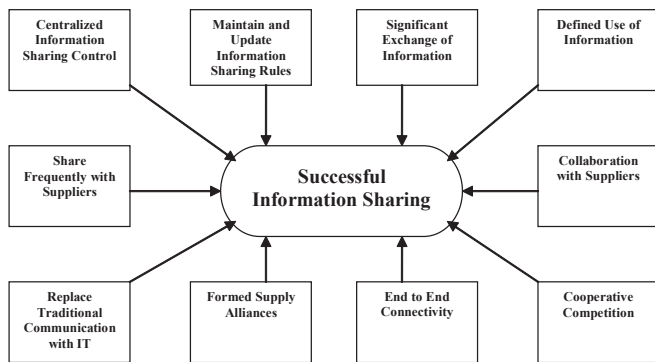 Centralized
Information
Sharing Control
Maintain and
Update
Information
Sharing Rules
Significant
Exchange of
Information
Defined Use of
Information
Share
Frequently with
Suppliers
Successful
Information Sharing
Collaboration
with Suppliers
Replace
Traditional
Communication
with IT
Formed Supply
Alliances
End to End
Connectivity
Cooperative
Competition